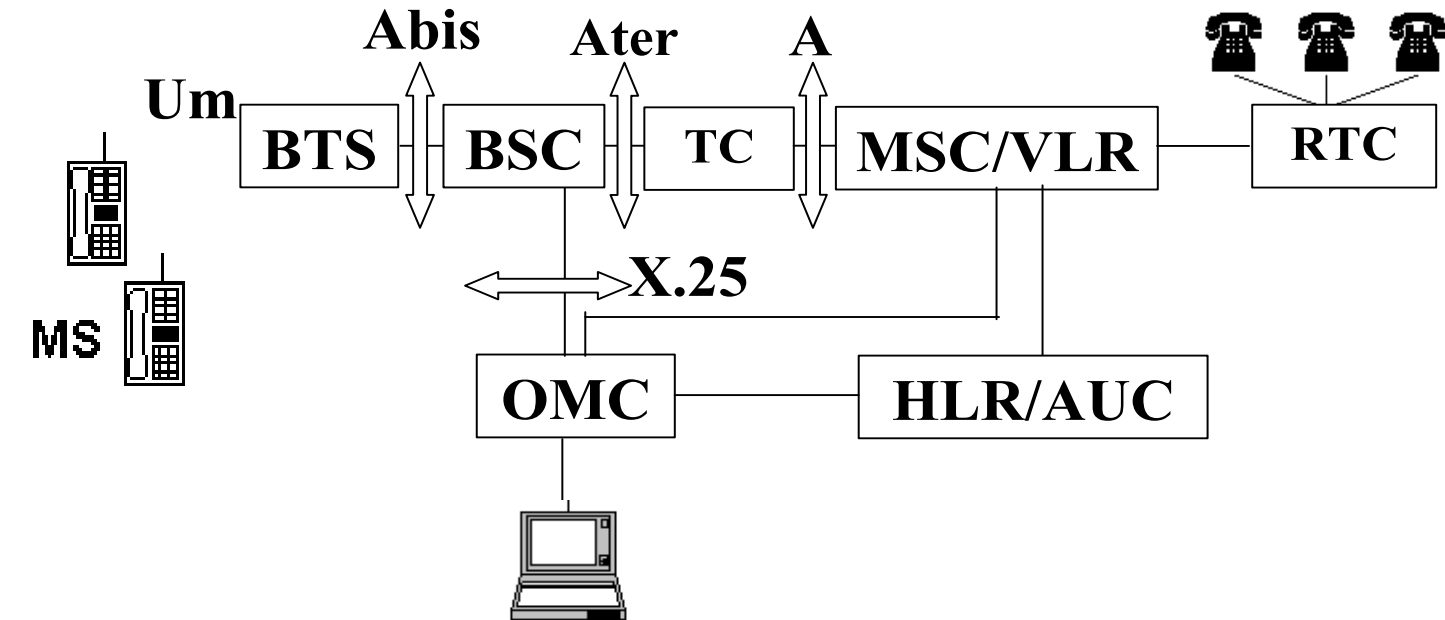 Abis
Ater
A
Um
BTS
BSC
TC
MSC/VLR
RTC
X.25
MS
OMC
HLR/AUC